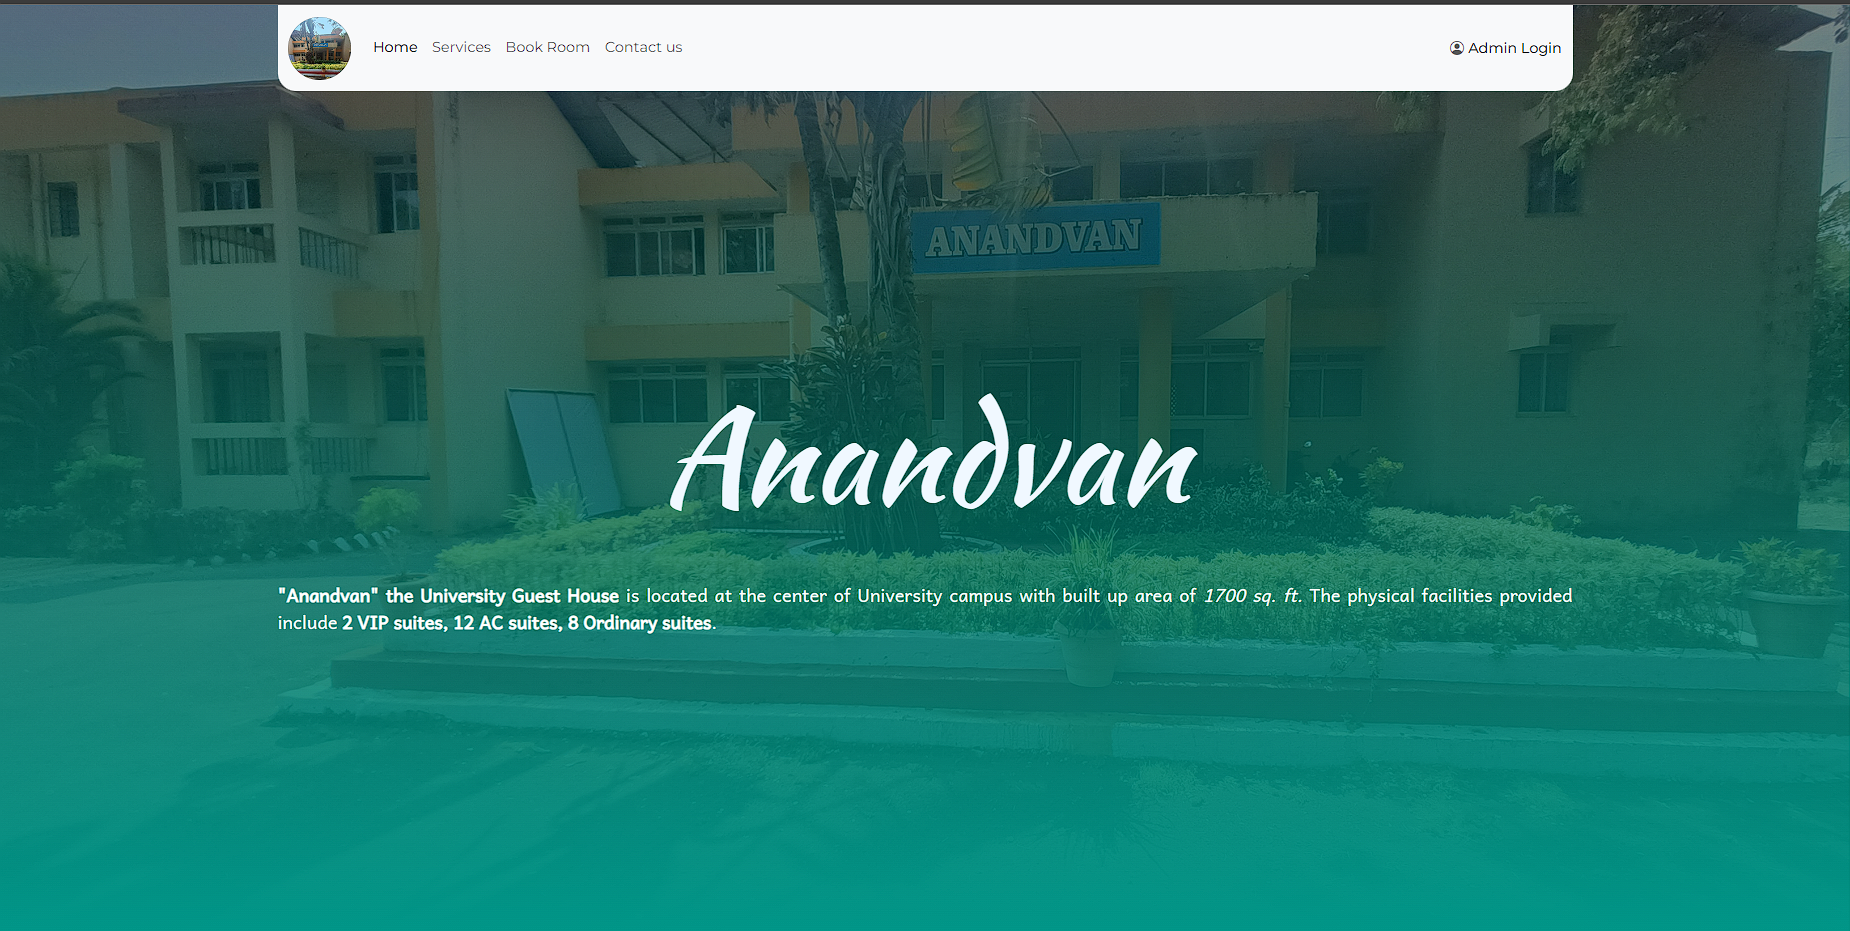 Home Services Book Room Contact us Admin Login
ANANDVAN
Anandvan
"Anandvan" the University Guest House is located at the center of University campus with built up area of 1700 sq. ft. The physical facilities provided
include 2 VIP suites, 12 AC suites, 8 Ordinary suites.